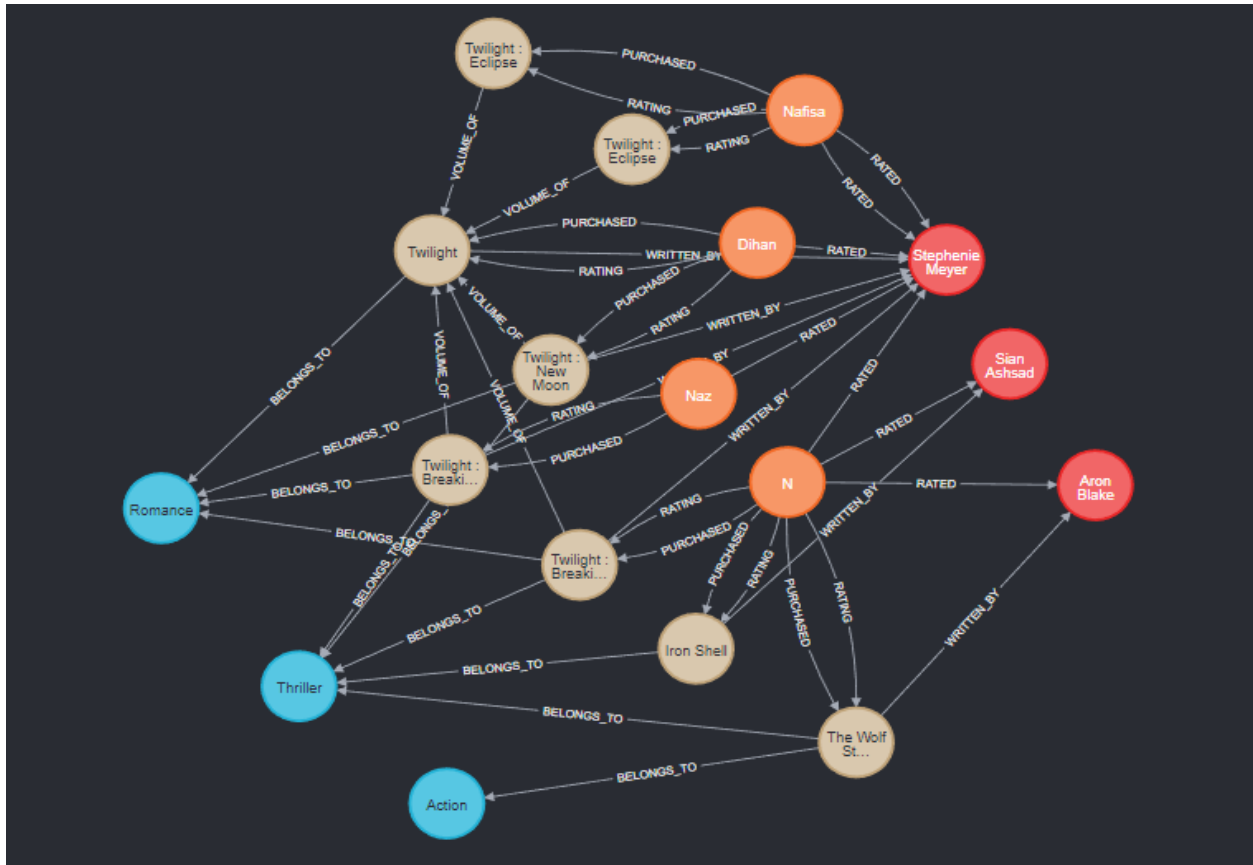 Twilight :
Eclipse
PURCHASED
RATING
Nafisa
PURCHASED
RATING
Twilight :
Eclipse
VOLUME_OF
VOLUME_OF
RATED
RATED
PURCHASED
Twilight
WRITTEN_BY
RATING
Dihan
RATED
Stephenie
Meyer
PURCHASED
RATING
VOLUME_OF
WRITTEN_BY
RATED
BELONGS_TO
VOLUME_OF
Twilight :
New
Moon
Naz
Sian
Ashsad
RATED
RATING
VOLUME_OF
WRITTEN_BY
BELONGS_TO
PURCHASED
RATED
Twilight :
Breaki...
BELONGS_TO
Romance
N
RATED
Aron
Blake
RATING
WRITTEN_BY
PURCHASED
BELONGS_TO
BELONGS_TO
Twilight :
Breaki...
PURCHASED
RATING
PURCHASED
RATING
BELONGS_TO
WRITTEN_BY
Iron Shell
BELONGS_TO
Thriller
BELONGS_TO
The Wolf
St...
BELONGS_TO
Action